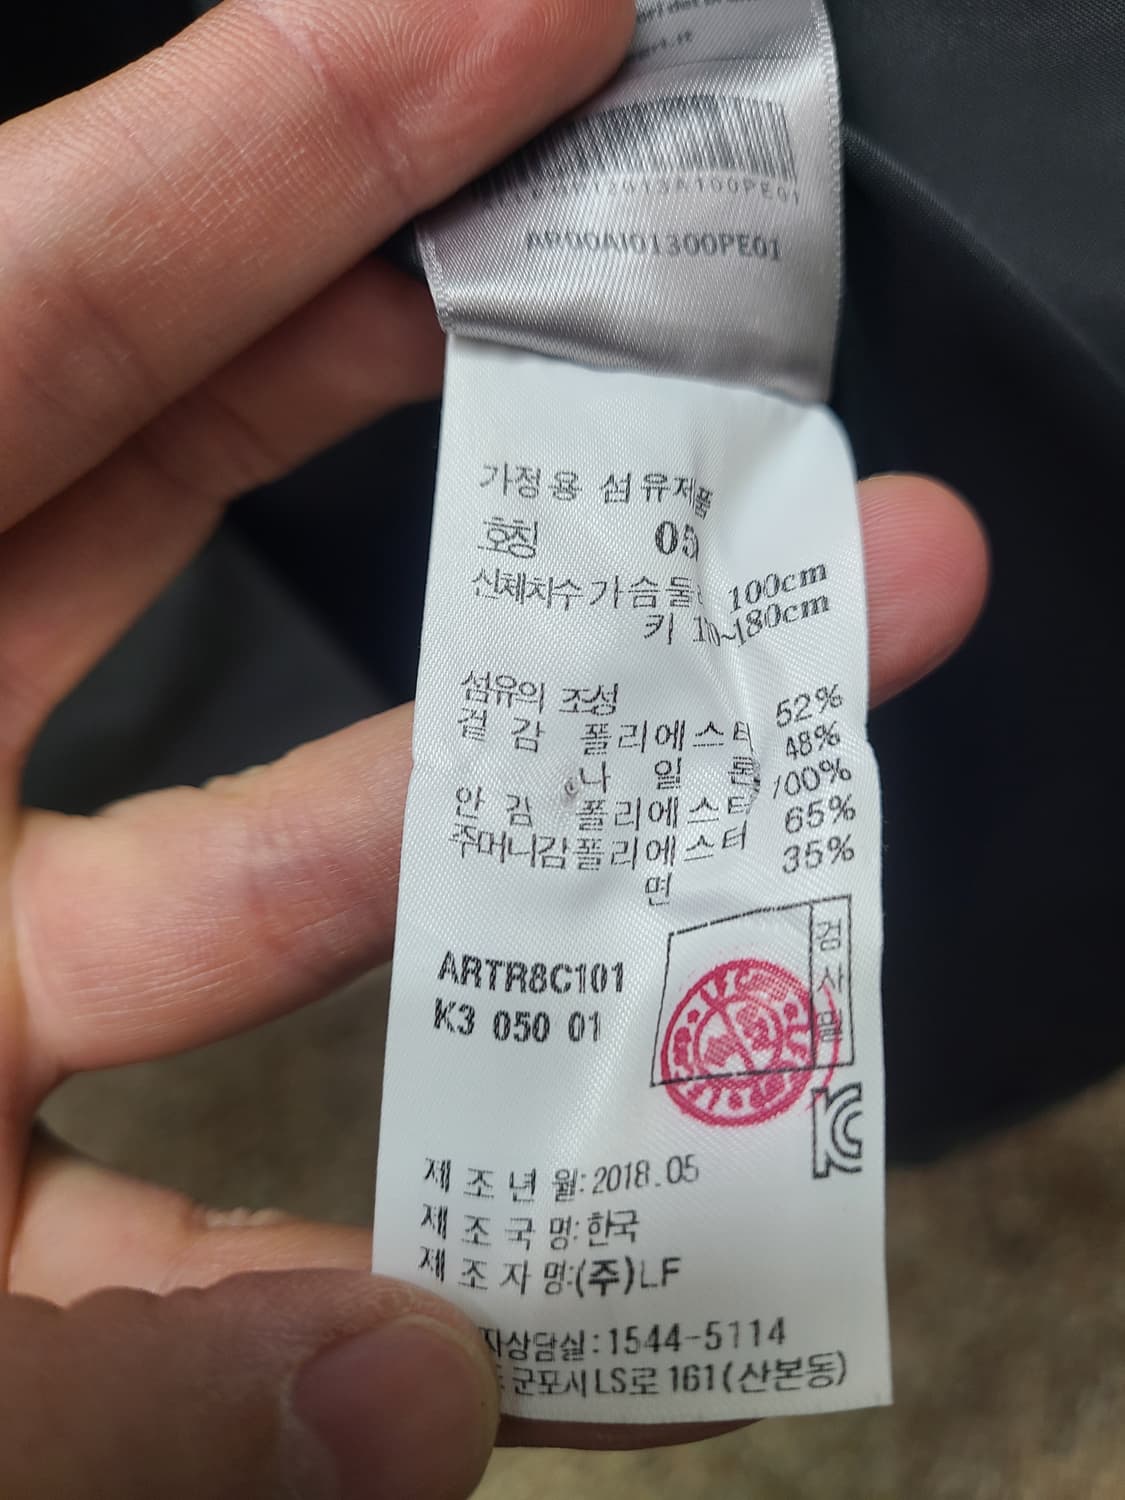 AR00AI01300PE01
가정용 섬유제품
호칭 05
신체치수 가슴둘레 100cm
키 180cm
섬유의 조성
겉 감 폴리에스터 52%
나 일 론 48%
안 감 폴리에스터 100%
주머니감 폴리에스터 65%
면 35%
ARTR8C101
K3 050 01
검사필
KC
제 조 년 월:2018.05
제 조 국 명:한국
제 조 자 명:(주)LF
자상담실:1544-5114
군포시 LS로 161(산본동)